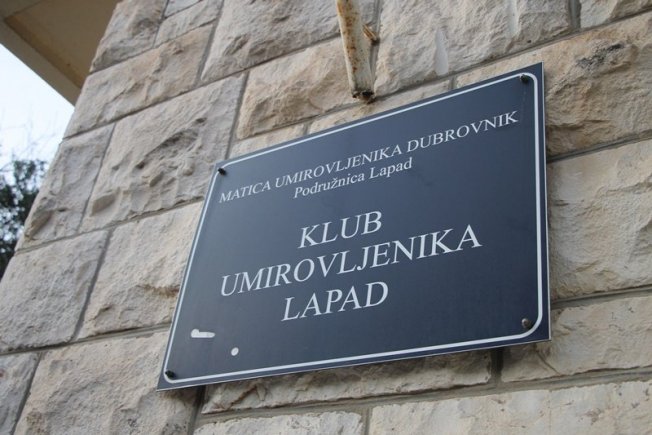 MATICA UMIROVLJENIKA DUBROVNIK
Podružnica Lapad
KLUB
UMIROVLJENIKA
LAPAD